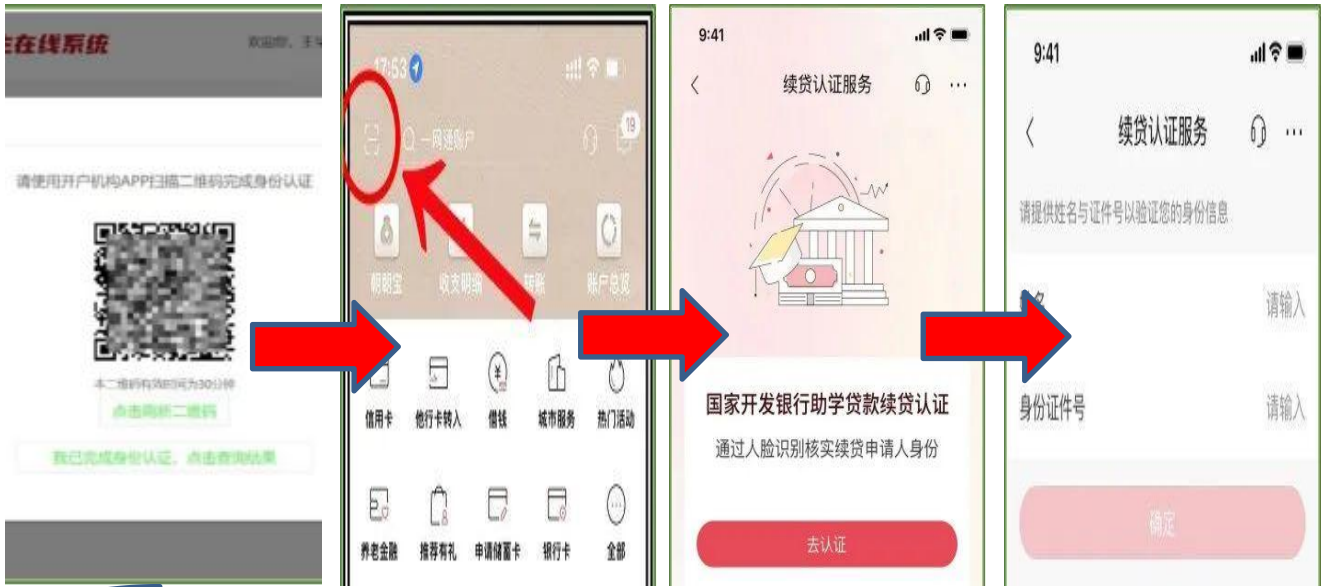 在线系统
请使用开户机构APP扫描二维码完成身份认证
本二维码有效时间为30分钟
点击刷新二维码
我已完成身份认证，点击查询结果
17:53
19
一网通账户
朝朝宝
收支明细
转账
账户总览
信用卡
他行卡转入
借钱
城市服务
热门活动
养老金融
推荐有礼
申请储蓄卡
银行卡
全部
9:41
续贷认证服务
国家开发银行助学贷款续贷认证
通过人脸识别核实续贷申请人身份
去认证
9:41
续贷认证服务
请提供姓名与证件号以验证您的身份信息
请输入
身份证件号
请输入
确定